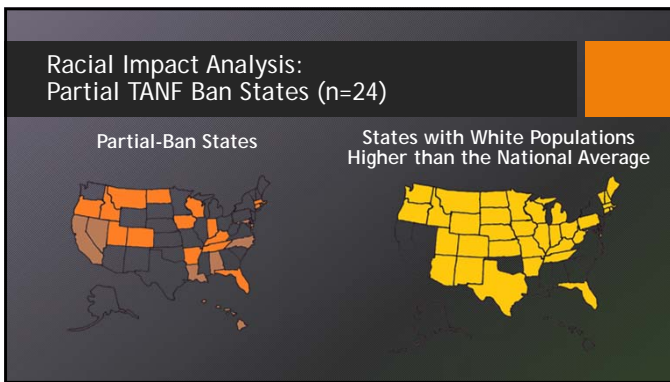 Racial Impact Analysis:
Partial TANF Ban States (n=24)
Partial-Ban States
States with White Populations
Higher than the National Average